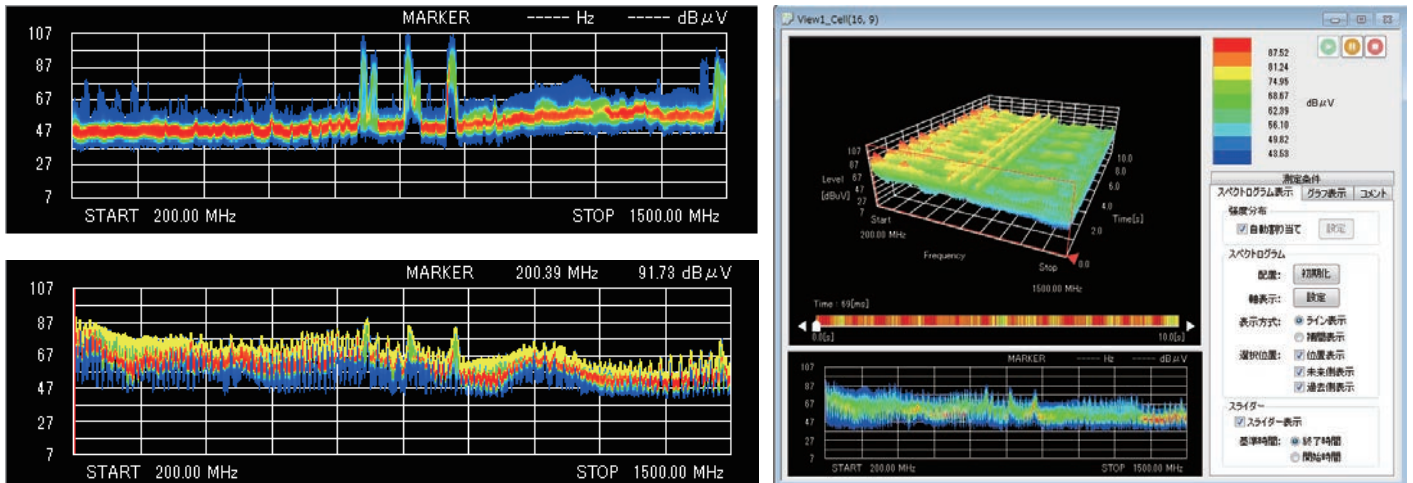 MARKER ----- Hz ----- dBμV
107
87
67
47
27
7
START 200.00 MHz STOP 1500.00 MHz
MARKER 200.39 MHz 91.73 dBμV
107
87
67
47
27
7
START 200.00 MHz STOP 1500.00 MHz
View1_Cell(16, 9)
107
87
67
47
27
7
Level
[dBuV]
Start
200.00 MHz
Frequency
Stop
1500.00 MHz
10.0
8.0
6.0
4.0
2.0
0.0
Time[s]
Time : 69[ms]
0.0[s] 10.0[s]
MARKER ----- Hz ----- dBμV
107
87
67
47
27
7
START 200.00 MHz STOP 1500.00 MHz
87.52
81.24
74.95
68.67
62.39
56.10
49.82
43.53
dBμV
測定条件
スペクトログラム表示 グラフ表示 コメント
強度分布
自動割り当て 設定
スペクトログラム
配置: 初期化
軸表示: 設定
表示方式: ライン表示
補間表示
選択位置: 位置表示
未来側表示
過去側表示
スライダー
スライダー表示
基準時間: 終了時間
開始時間